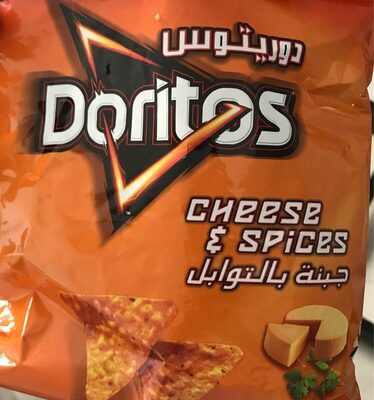 دوريتوس
Doritos
CHEESE
& SPICES
جبنة بالتوابل